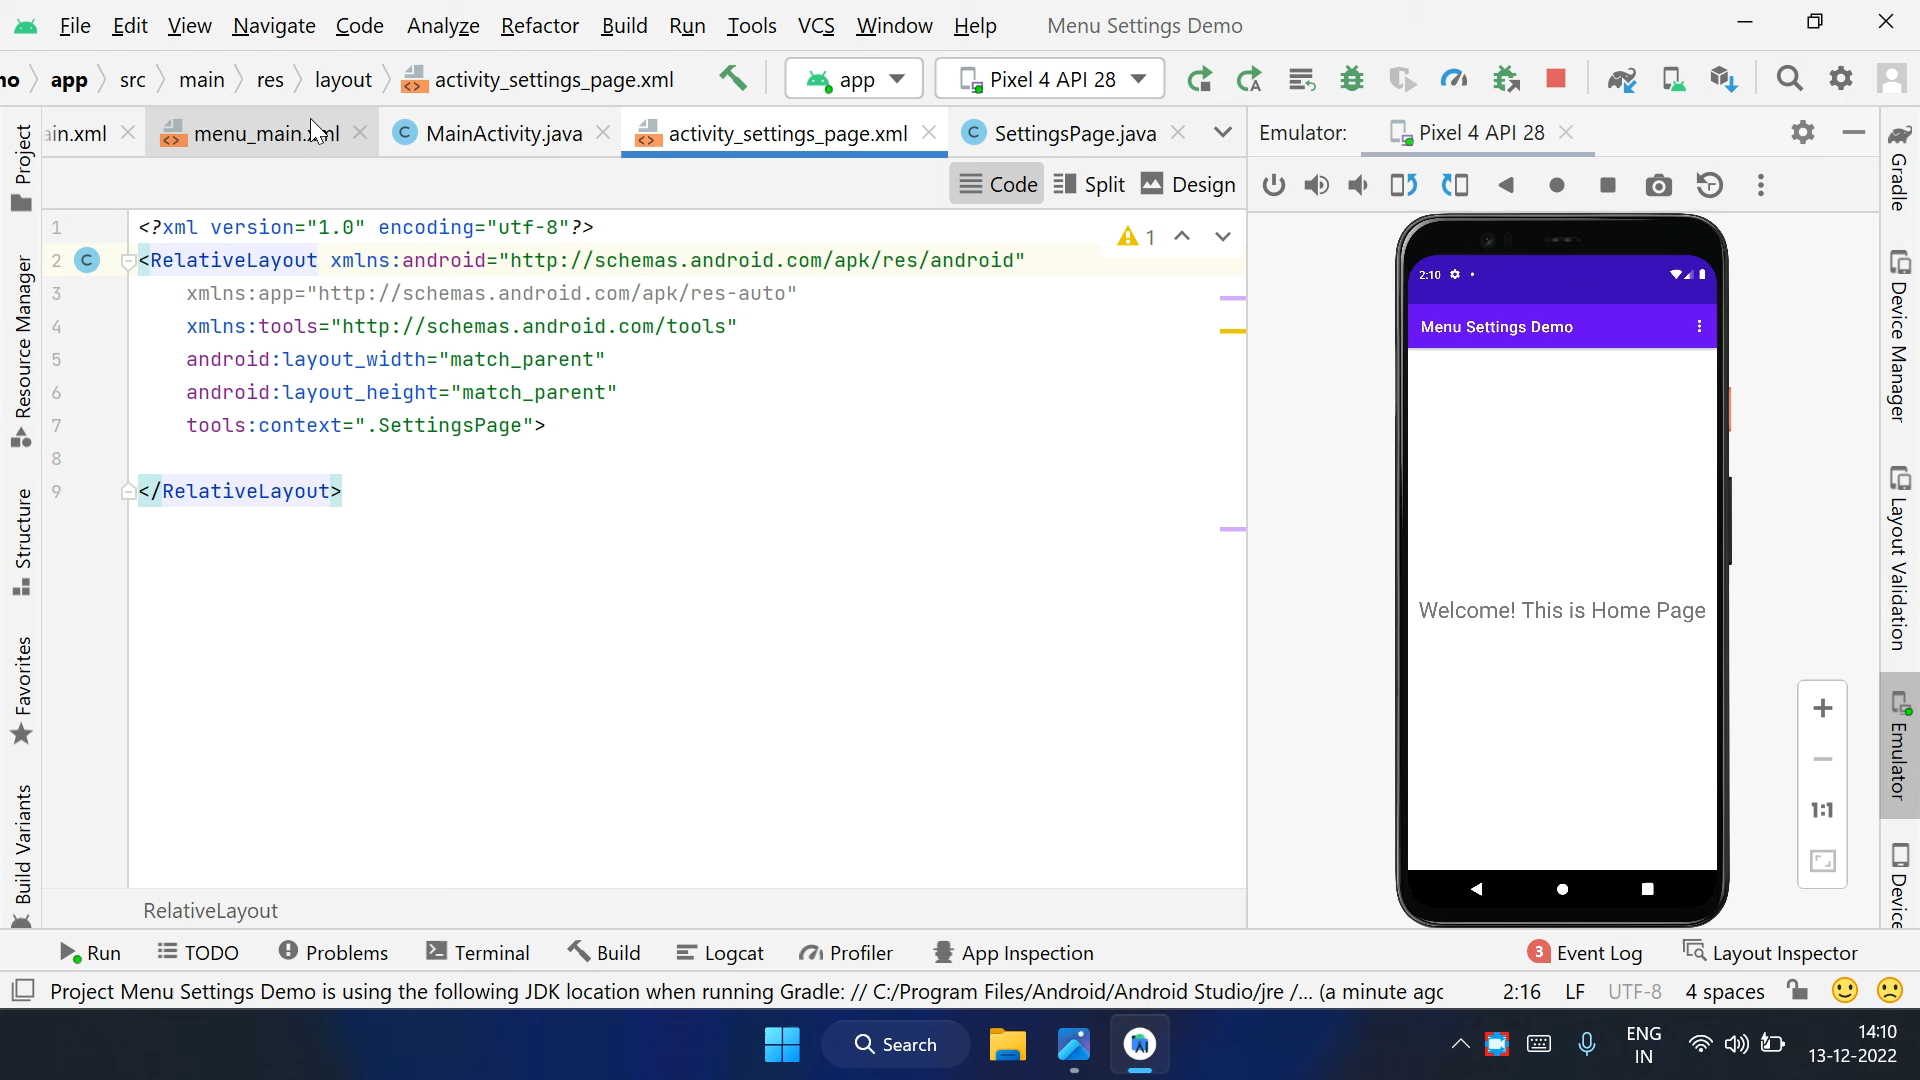 File Edit View Navigate Code Analyze Refactor Build Run Tools VCS Window Help Menu Settings Demo
no app src main res layout activity_settings_page.xml app Pixel 4 API 28
ain.xml menu_main.xml MainActivity.java activity_settings_page.xml SettingsPage.java Emulator: Pixel 4 API 28
Code Split Design
1 <?xml version="1.0" encoding="utf-8"?> 1
2 <RelativeLayout xmlns:android="http://schemas.android.com/apk/res/android"
3 xmlns:app="http://schemas.android.com/apk/res-auto"
4 xmlns:tools="http://schemas.android.com/tools"
5 android:layout_width="match_parent"
6 android:layout_height="match_parent"
7 tools:context=".SettingsPage">
8
9 </RelativeLayout>
RelativeLayout
Project
Resource Manager
Structure
Favorites
Build Variants
2:10
Menu Settings Demo
Welcome! This is Home Page
1:1
Gradle
Device Manager
Layout Validation
Emulator
Device
Run TODO Problems Terminal Build Logcat Profiler App Inspection 3 Event Log Layout Inspector
Project Menu Settings Demo is using the following JDK location when running Gradle: // C:/Program Files/Android/Android Studio/jre /... (a minute agc 2:16 LF UTF-8 4 spaces
Search
ENG
IN
14:10
13-12-2022